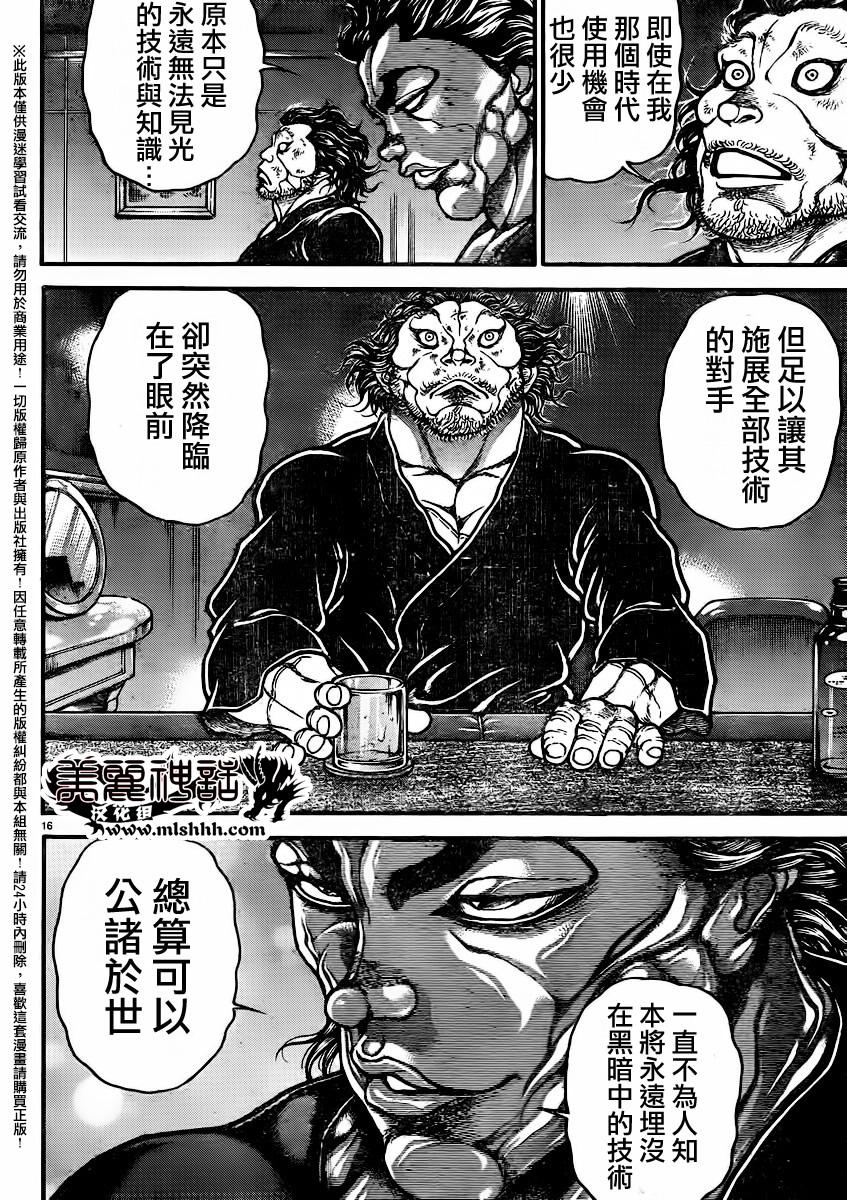 即使在我
那個時代
使用機會
也很少
原本只是
永遠無法見光
的技術與知識…
但足以讓其
施展全部技術
的對手
卻突然降臨
在了眼前
一直不為人知
本將永遠埋沒
在黑暗中的技術
總算可以
公諸於世
美麗神話
汉化组
www.mlshhh.com
16
※此版本僅供漫迷學習試看交流，請勿用於商業用途！一切版權歸原作者與出版社擁有！因任意轉載所產生的版權糾紛都與本組無關！請24小時內刪除，喜歡這套漫畫請購買正版！